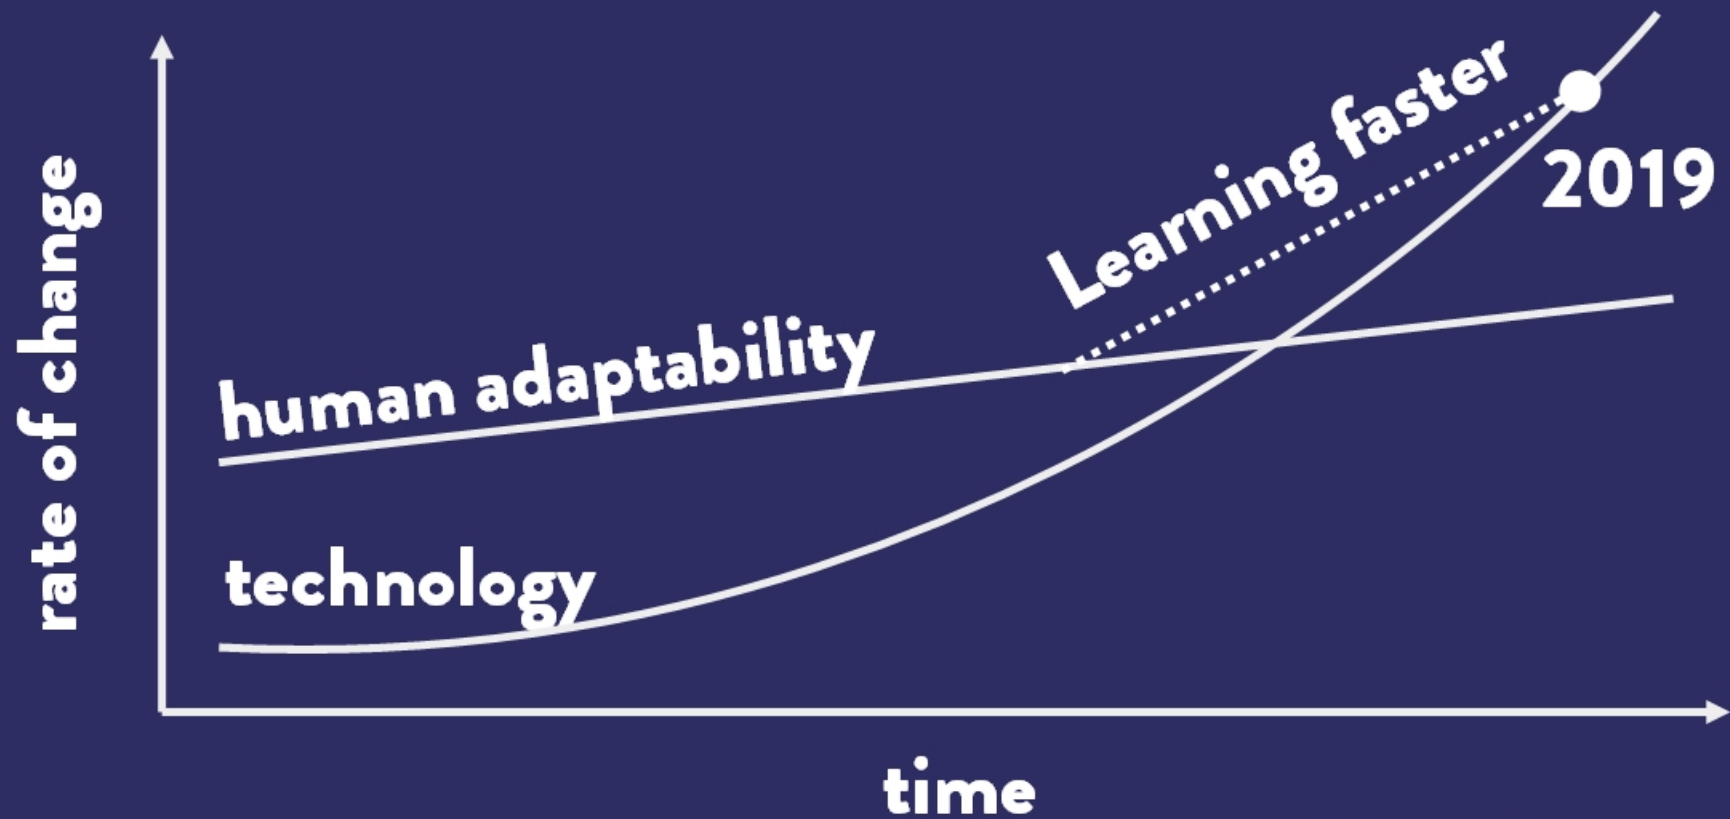 rate of change
human adaptability
Learning faster
2019
technology
time